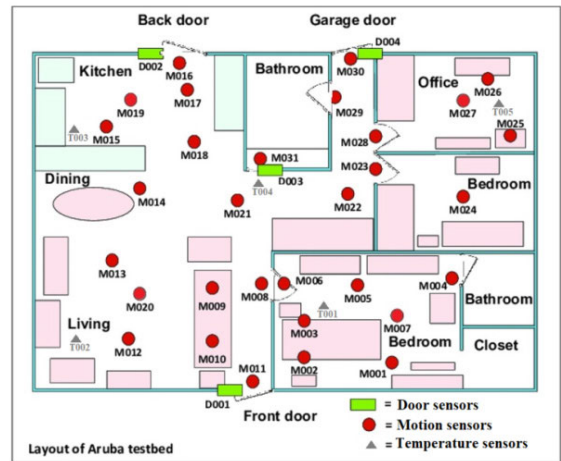 Back door
Garage door
D002
M016
D004
M030
Kitchen
Bathroom
Office
M026
M017
M019
M029
M027
T005
M025
T003
M015
M018
M028
M031
D003
M023
Dining
T004
Bedroom
M014
M021
M022
M024
M013
M020
M009
M008
M006
M005
M004
Bathroom
T001
M003
M007
Living
T002
M012
M010
M002
Bedroom
M001
Closet
M011
D001
Front door
= Door sensors
= Motion sensors
= Temperature sensors
Layout of Aruba testbed